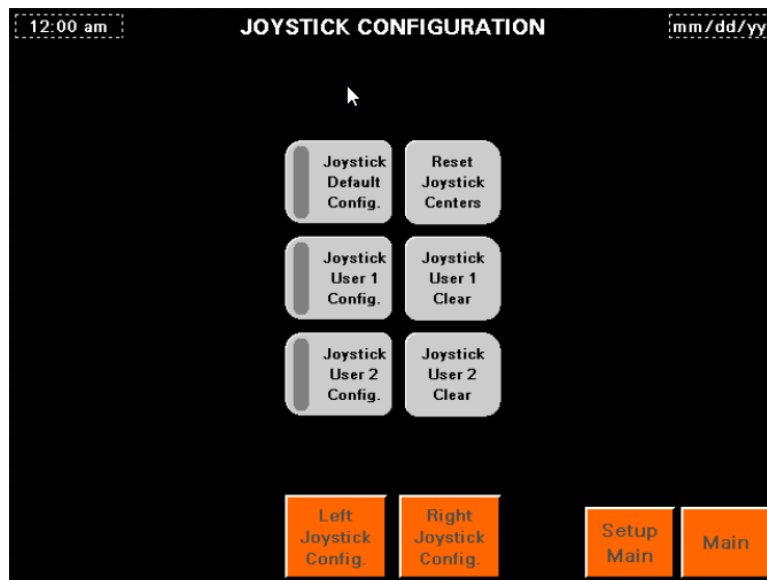 12:00 am
JOYSTICK CONFIGURATION
mm/dd/yy
Joystick
Default
Config.
Reset
Joystick
Centers
Joystick
User 1
Config.
Joystick
User 1
Clear
Joystick
User 2
Config.
Joystick
User 2
Clear
Left
Joystick
Config.
Right
Joystick
Config.
Setup
Main
Main